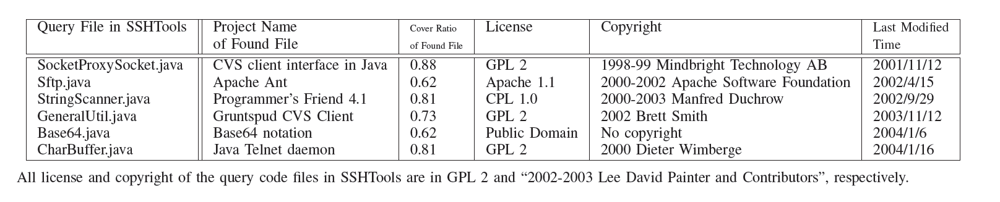 Query File in SSHTools Project Name of Found File Cover Ratio of Found File License Copyright Last Modified Time
SocketProxySocket.java CVS client interface in Java 0.88 GPL 2 1998-99 Mindbright Technology AB 2001/11/12
Sftp.java Apache Ant 0.62 Apache 1.1 2000-2002 Apache Software Foundation 2002/4/15
StringScanner.java Programmer's Friend 4.1 0.81 CPL 1.0 2000-2003 Manfred Duchrow 2002/9/29
GeneralUtil.java Gruntspud CVS Client 0.73 GPL 2 2002 Brett Smith 2003/11/12
Base64.java Base64 notation 0.62 Public Domain No copyright 2004/1/6
CharBuffer.java Java Telnet daemon 0.81 GPL 2 2000 Dieter Wimberge 2004/1/16
All license and copyright of the query code files in SSHTools are in GPL 2 and “2002-2003 Lee David Painter and Contributors”, respectively.